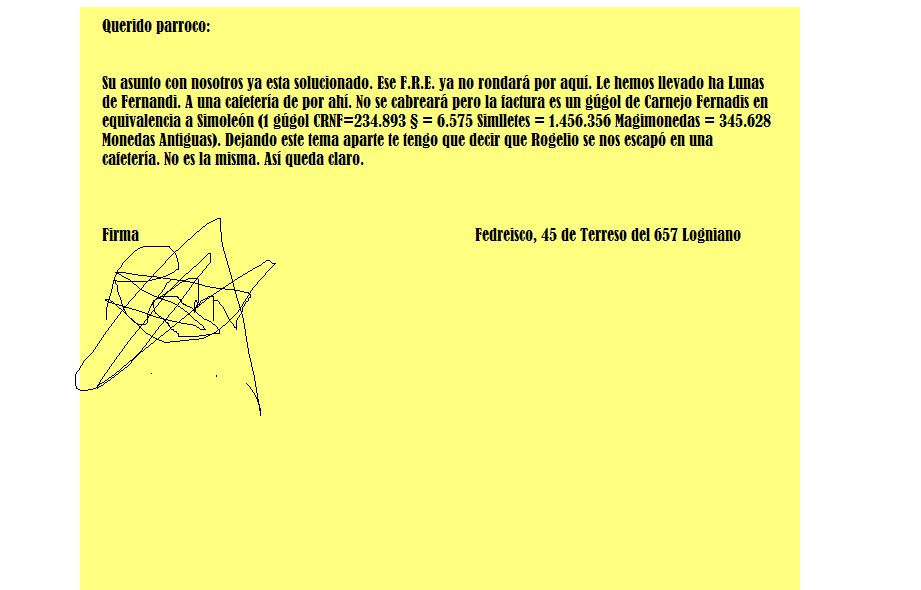 Querido parroco:
Su asunto con nosotros ya esta solucionado. Ese F.R.E. ya no rondará por aquí. Le hemos llevado ha Lunas
de Fernandi. A una cafetería de por ahí. No se cabreará pero la factura es un gúgol de Carnejo Fernadis en
equivalencia a Simoleón (1 gúgol CRNF=234.893 § = 6.575 Simlletes = 1.456.356 Magimonedas = 345.628
Monedas Antiguas). Dejando este tema aparte te tengo que decir que Rogelio se nos escapó en una
cafetería. No es la misma. Así queda claro.
Firma
Fedreisco, 45 de Terreso del 657 Logniano